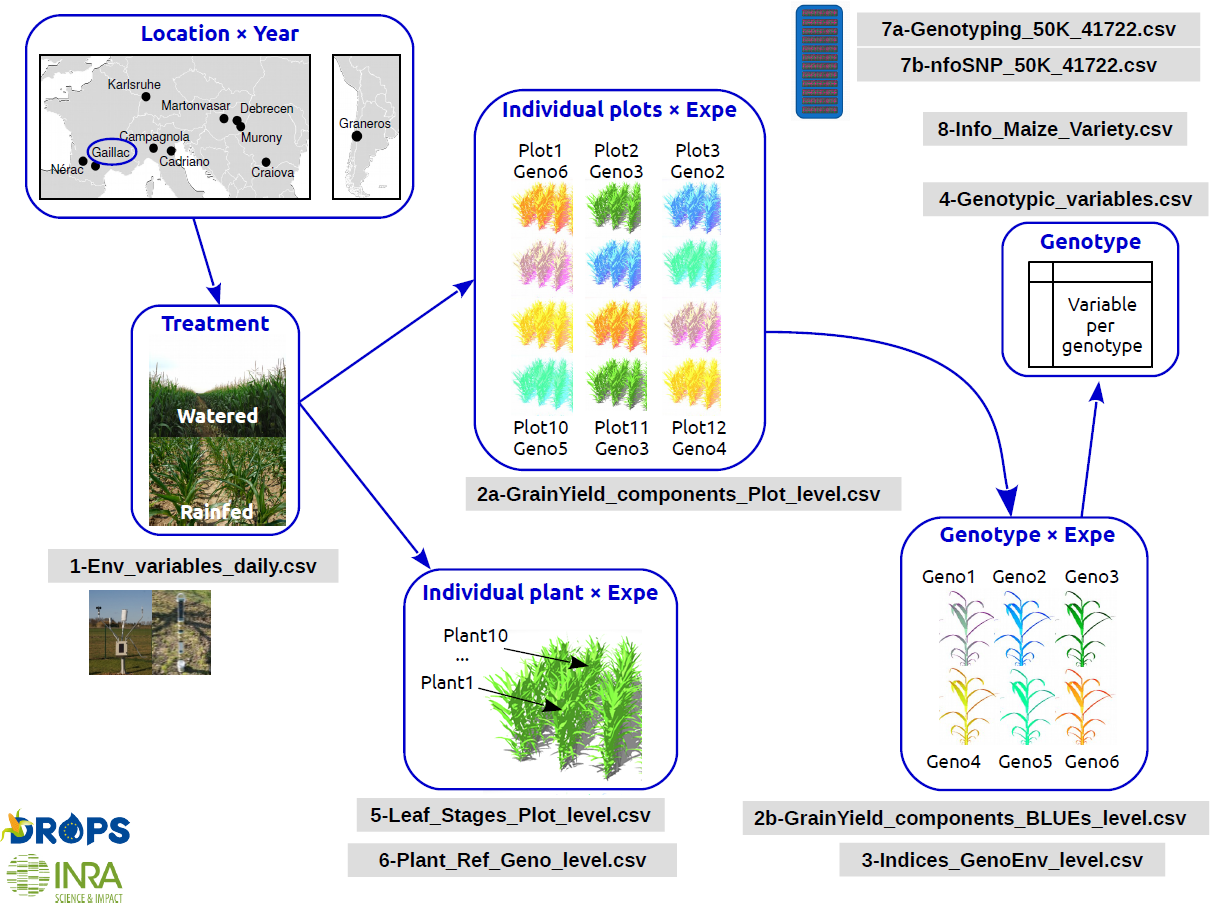 Location × Year
Karlsruhe
Martonvasar
Debrecen
Murony
Campagnola
Gaillac
Cadriano
Nérac
Craiova
Graneros
Treatment
Watered
Rainfed
1-Env_variables_daily.csv
Individual plots × Expe
Plot1 Plot2 Plot3
Geno6 Geno3 Geno2
Plot10 Plot11 Plot12
Geno5 Geno3 Geno4
2a-GrainYield_components_Plot_level.csv
Individual plant × Expe
Plant10
...
Plant1
5-Leaf_Stages_Plot_level.csv
6-Plant_Ref_Geno_level.csv
7a-Genotyping_50K_41722.csv
7b-nfoSNP_50K_41722.csv
8-Info_Maize_Variety.csv
4-Genotypic_variables.csv
Genotype
Variable
per
genotype
Genotype × Expe
Geno1 Geno2 Geno3
Geno4 Geno5 Geno6
2b-GrainYield_components_BLUEs_level.csv
3-Indices_GenoEnv_level.csv
DROPS
INRA
SCIENCE & IMPACT